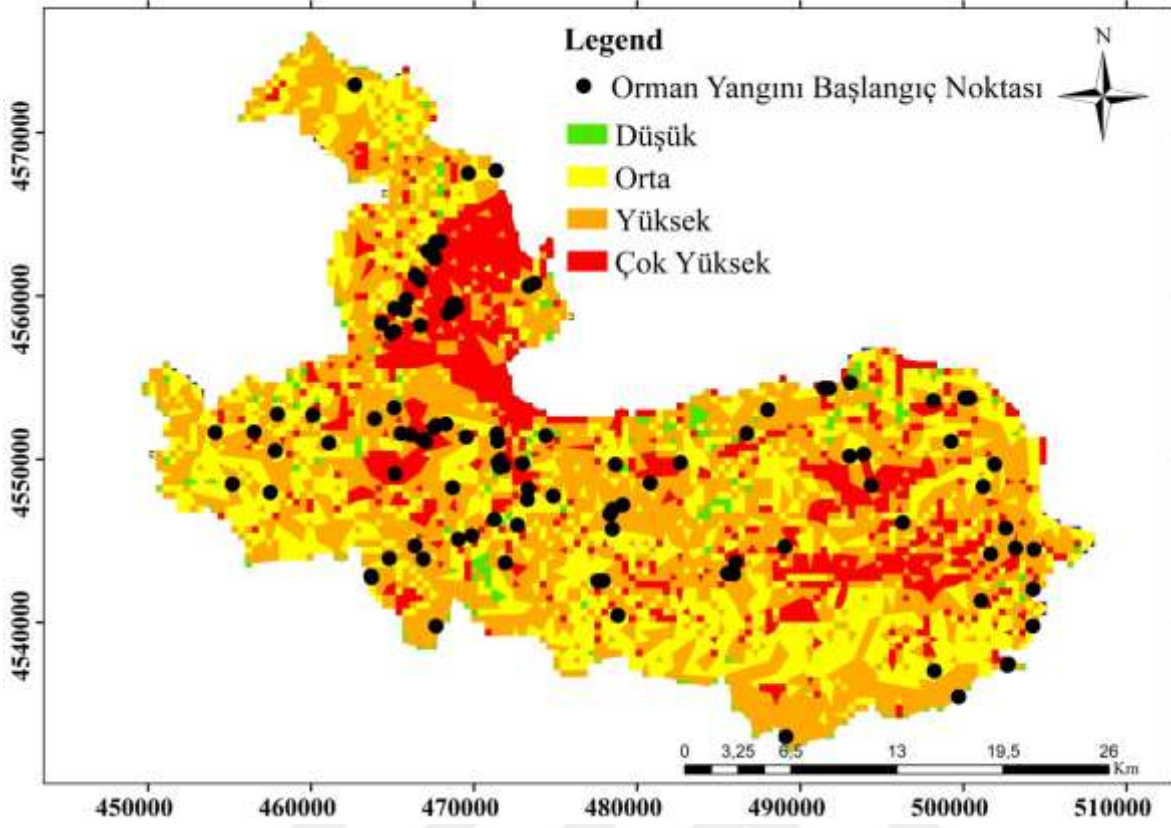 Legend
N
Orman Yangını Başlangıç Noktası
Düşük
Orta
Yüksek
Çok Yüksek
4570000
4560000
4550000
4540000
0 3,25 6,5 13 19,5 26
Km
450000 460000 470000 480000 490000 500000 510000